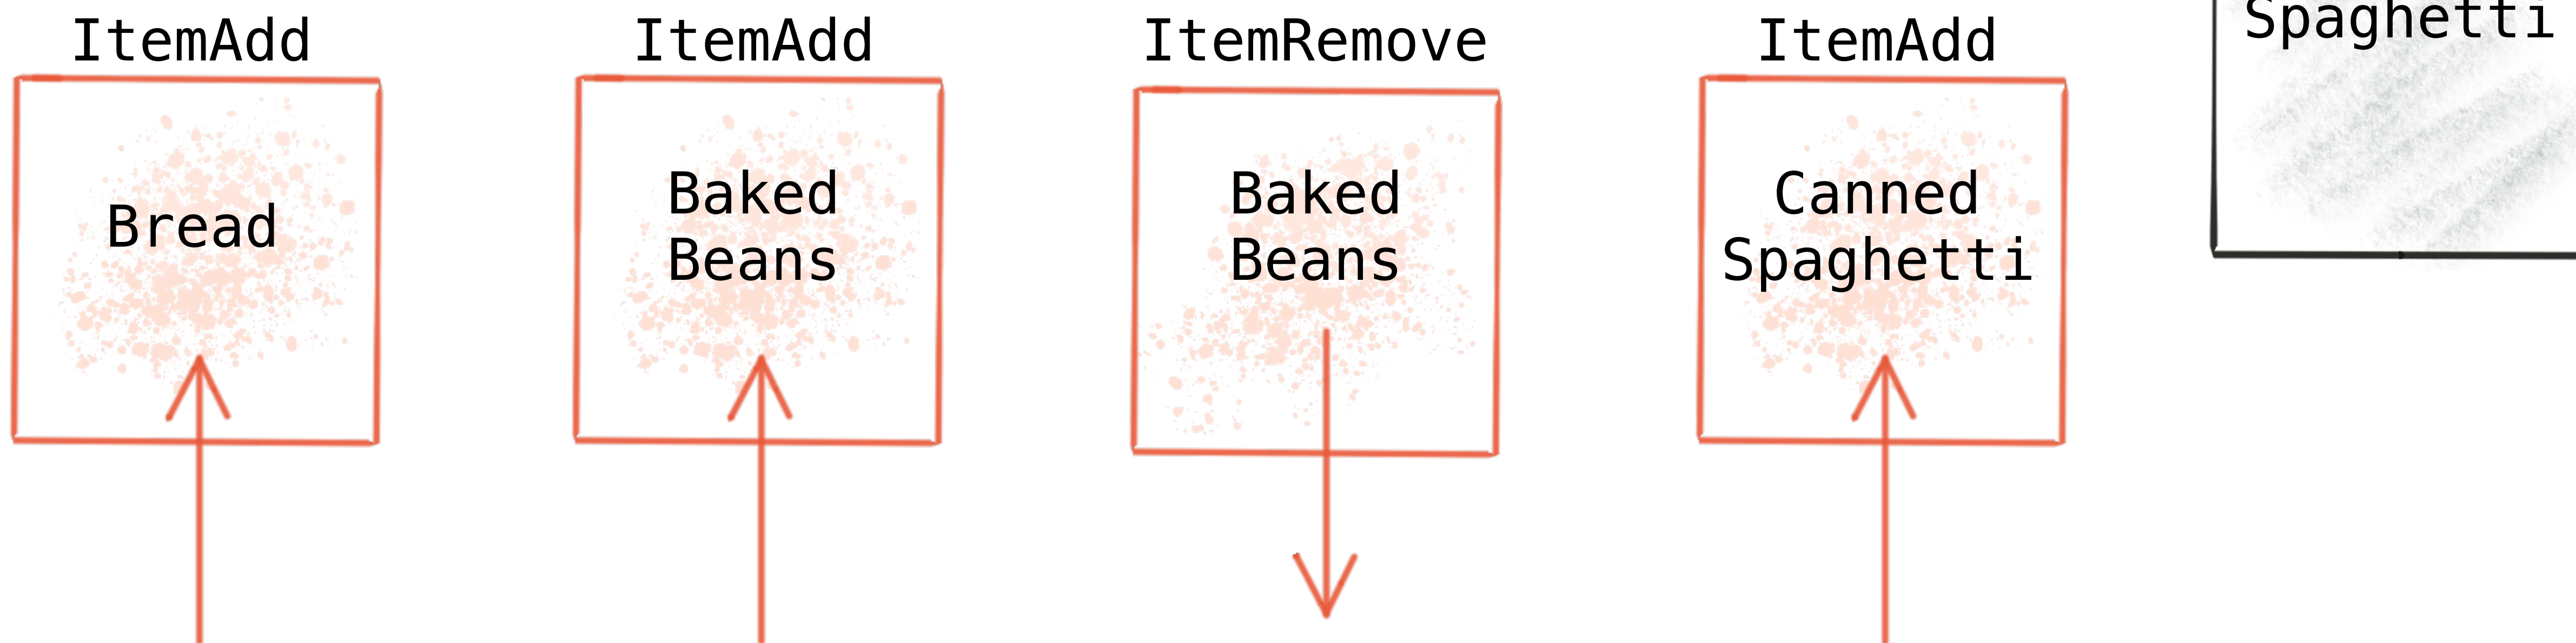 ItemAdd
Bread
ItemAdd
Baked
Beans
ItemRemove
Baked
Beans
ItemAdd
Canned
Spaghetti
Spaghetti